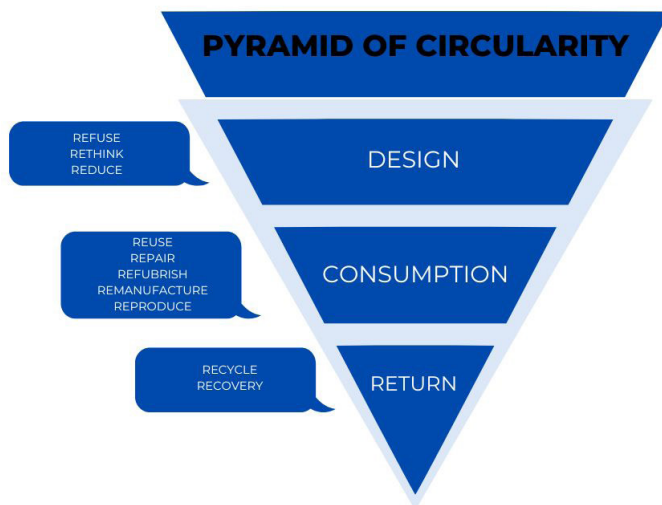 PYRAMID OF CIRCULARITY
REFUSE
RETHINK
REDUCE
DESIGN
REUSE
REPAIR
REFUBRISH
REMANUFACTURE
REPRODUCE
CONSUMPTION
RECYCLE
RECOVERY
RETURN